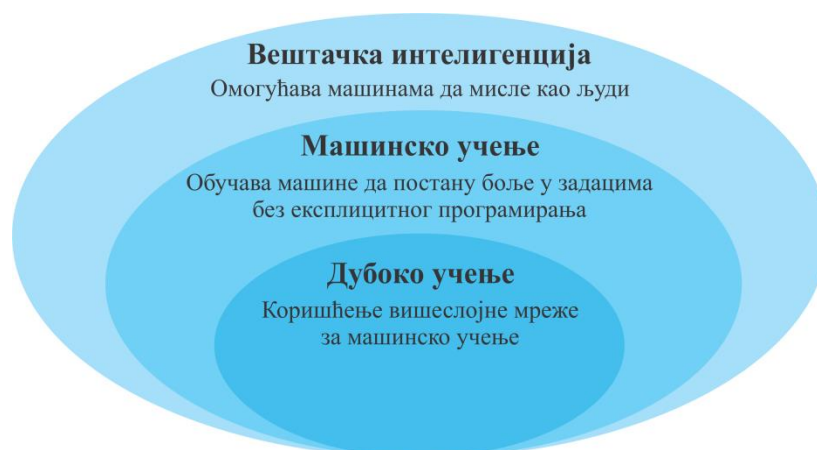 Вештачка интелигенција
Омогућава машинама да мисле као људи
Машинско учење
Обучава машине да постану боље у задацима
без експлицитног програмирања
Дубоко учење
Коришћење вишеслојне мреже
за машинско учење